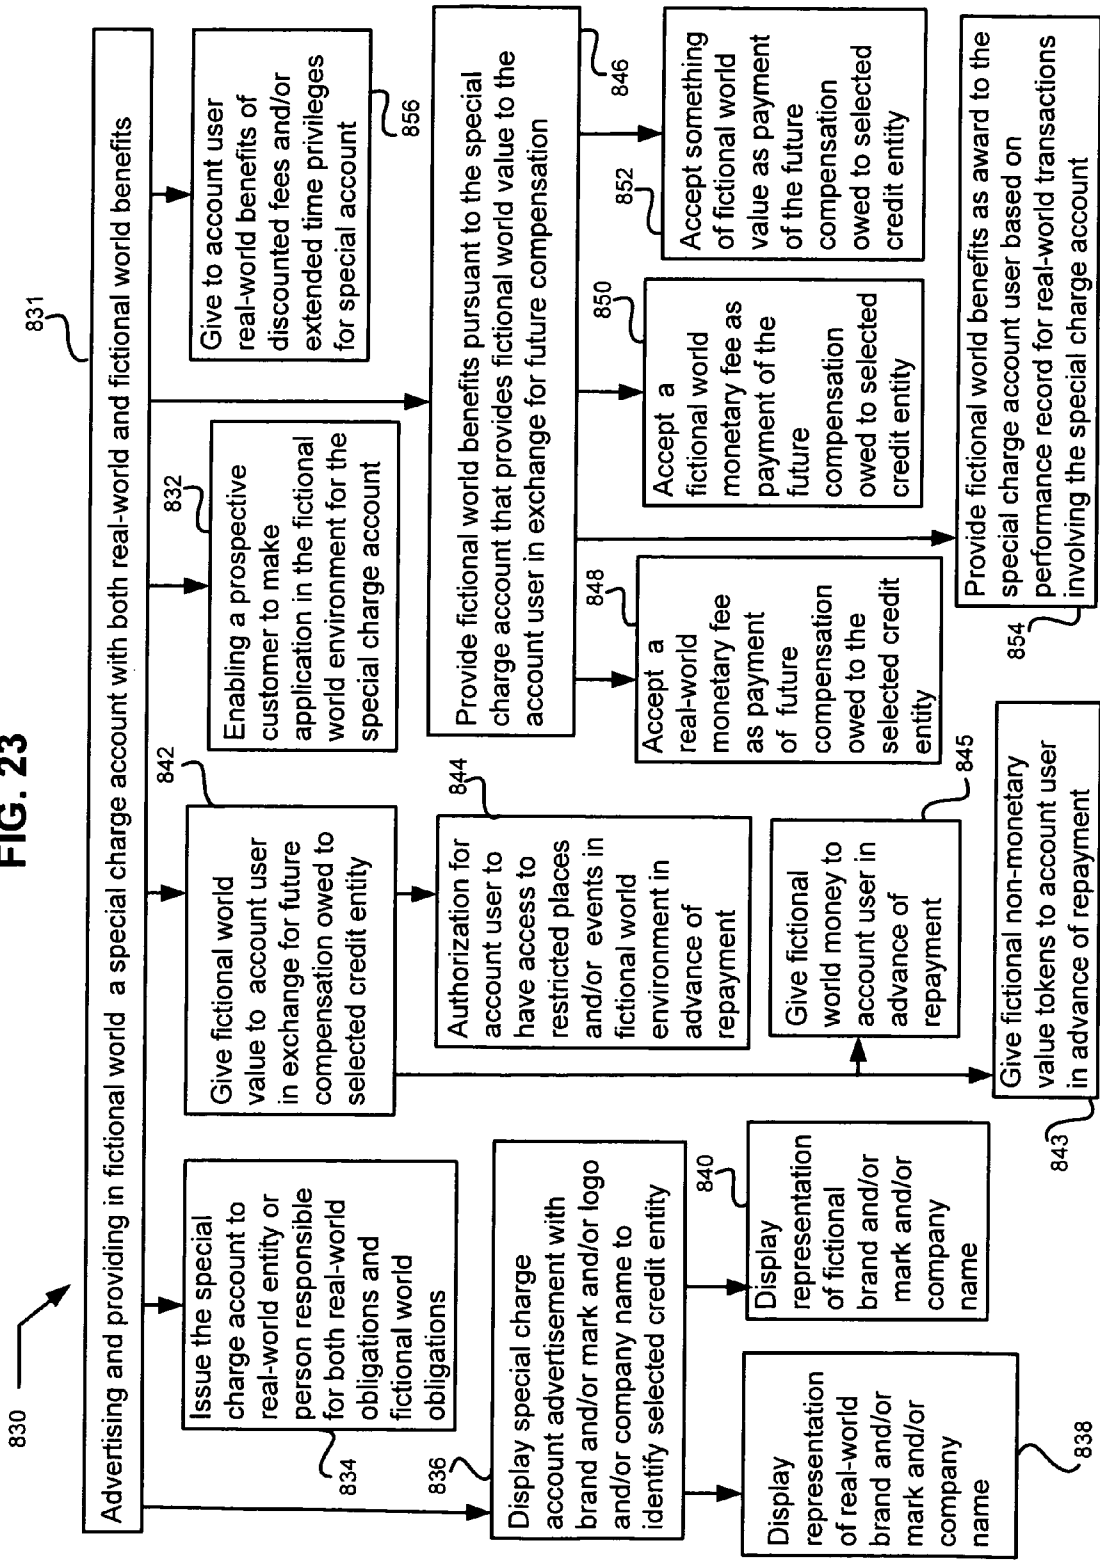 FIG. 23
830
831
Advertising and providing in fictional world a special charge account with both real-world and fictional world benefits
Issue the special
charge account to
real-world entity or
person responsible
for both real-world
obligations and
fictional world
obligations
834
Give fictional world
value to account user
in exchange for future
compensation owed to
selected credit entity
842
Enabling a prospective
customer to make
application in the fictional
world environment for the
special charge account
832
Give to account user
real-world benefits of
discounted fees and/or
extended time privileges
for special account
856
836
Display special charge
account advertisement with
brand and/or mark and/or logo
and/or company name to
identify selected credit entity
844
Authorization for
account user to
have access to
restricted places
and/or events in
fictional world
environment in
advance of
repayment
Provide fictional world benefits pursuant to the special
charge account that provides fictional world value to the
account user in exchange for future compensation
846
848
Accept a
real-world
monetary fee
as payment
of future
compensation
owed to the
selected credit
entity
850
Accept a
fictional world
monetary fee as
payment of the
future
compensation
owed to selected
credit entity
852
Accept something
of fictional world
value as payment
of the future
compensation
owed to selected
credit entity
Display
representation
of real-world
brand and/or
mark and/or
company
name
838
840
Display
representation
of fictional
brand and/or
mark and/or
company
name
845
Give fictional
world money to
account user in
advance of
repayment
843
Give fictional non-monetary
value tokens to account user
in advance of repayment
854
Provide fictional world benefits as award to the
special charge account user based on
performance record for real-world transactions
involving the special charge account